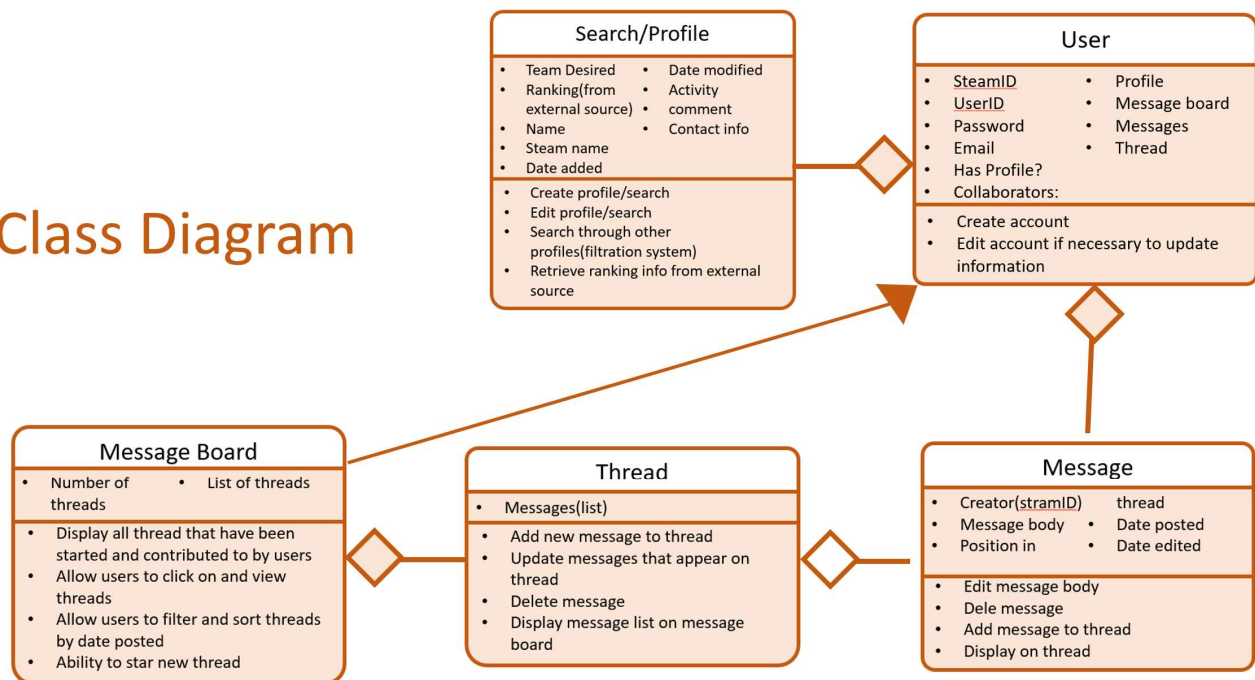 Class Diagram
Search/Profile
• Team Desired
• Ranking(from
external source)
• Name
• Steam name
• Date added
• Date modified
• Activity
• comment
• Contact info
• Create profile/search
• Edit profile/search
• Search through other
profiles(filtration system)
• Retrieve ranking info from external
source
User
• SteamID
• UserID
• Password
• Email
• Has Profile?
• Collaborators:
• Profile
• Message board
• Messages
• Thread
• Create account
• Edit account if necessary to update
information
Message Board
• Number of
threads
• List of threads
• Display all thread that have been
started and contributed to by users
• Allow users to click on and view
threads
• Allow users to filter and sort threads
by date posted
• Ability to star new thread
Thread
• Messages(list)
• Add new message to thread
• Update messages that appear on
thread
• Delete message
• Display message list on message
board
Message
• Creator(stramID)
• Message body
• Position in
thread
• Date posted
• Date edited
• Edit message body
• Dele message
• Add message to thread
• Display on thread